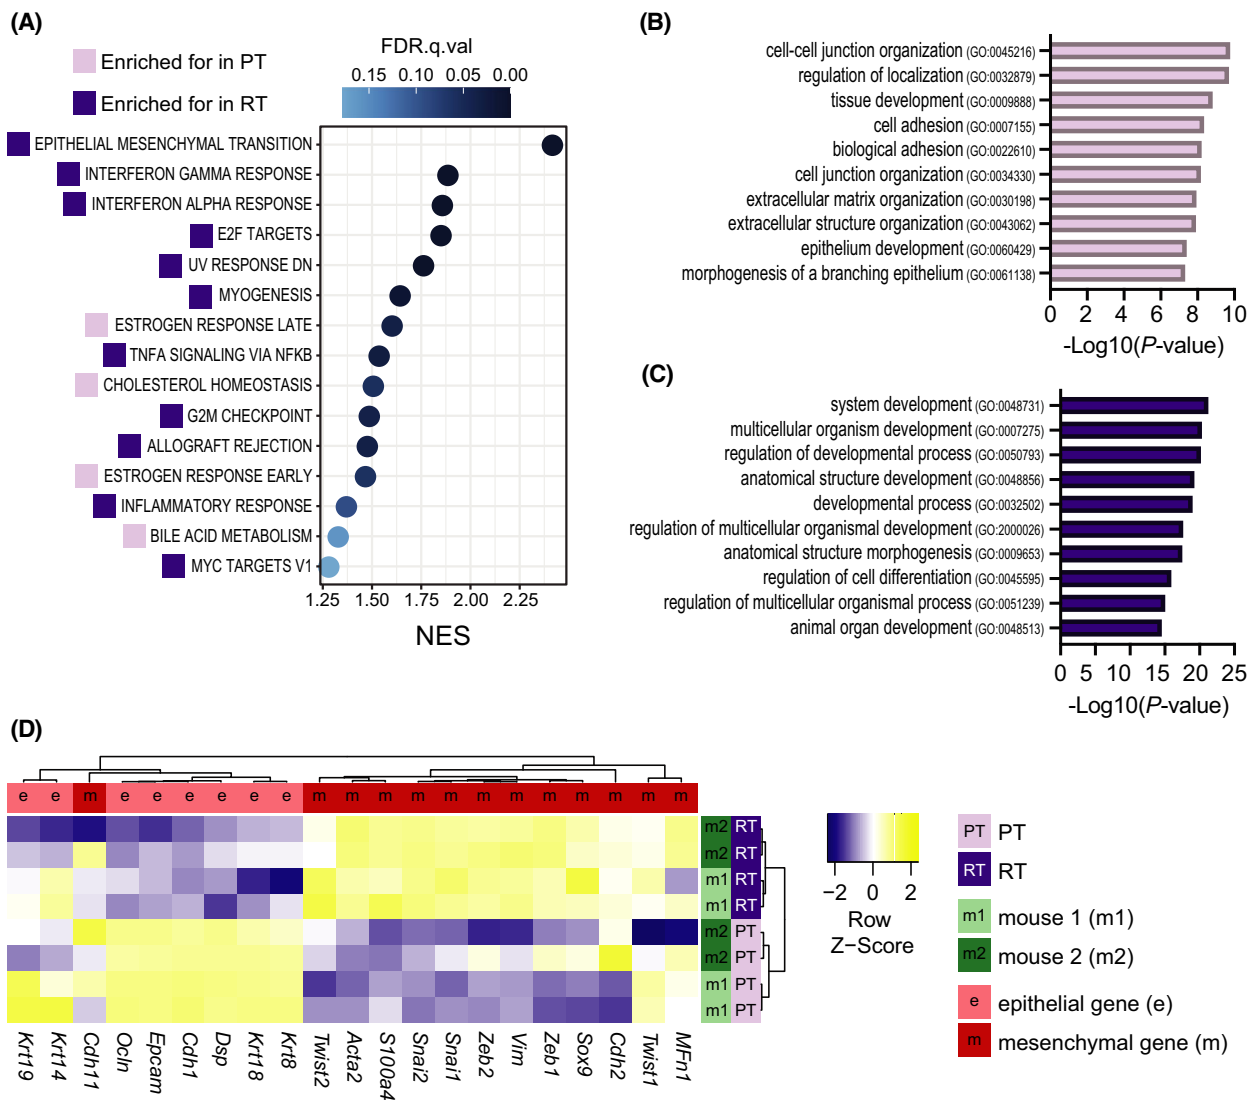 (A)
Enriched for in PT
Enriched for in RT
FDR.q.val
0.15 0.10 0.05 0.00
EPITHELIAL MESENCHYMAL TRANSITION
INTERFERON GAMMA RESPONSE
INTERFERON ALPHA RESPONSE
E2F TARGETS
UV RESPONSE DN
MYOGENESIS
ESTROGEN RESPONSE LATE
TNFA SIGNALING VIA NFKB
CHOLESTEROL HOMEOSTASIS
G2M CHECKPOINT
ALLOGRAFT REJECTION
ESTROGEN RESPONSE EARLY
INFLAMMATORY RESPONSE
BILE ACID METABOLISM
MYC TARGETS V1
1.25 1.50 1.75 2.00 2.25
NES
(B)
cell-cell junction organization (GO:0045216)
regulation of localization (GO:0032879)
tissue development (GO:0009888)
cell adhesion (GO:0007155)
biological adhesion (GO:0022610)
cell junction organization (GO:0034330)
extracellular matrix organization (GO:0030198)
extracellular structure organization (GO:0043062)
epithelium development (GO:0060429)
morphogenesis of a branching epithelium (GO:0061138)
0 2 4 6 8 10
-Log10(P-value)
(C)
system development (GO:0048731)
multicellular organism development (GO:0007275)
regulation of developmental process (GO:0050793)
anatomical structure development (GO:0048856)
developmental process (GO:0032502)
regulation of multicellular organismal development (GO:2000026)
anatomical structure morphogenesis (GO:0009653)
regulation of cell differentiation (GO:0045595)
regulation of multicellular organismal process (GO:0051239)
animal organ development (GO:0048513)
0 5 10 15 20 25
-Log10(P-value)
(D)
e e m e e e e e e m m m m m m m m m m m m
m2 RT
m2 RT
m1 RT
m1 RT
m2 PT
m2 PT
m1 PT
m1 PT
Krt19 Krt14 Cdh11 Ocln Epcam Cdh1 Dsp Krt18 Krt8 Twist2 Acta2 S100a4 Snai2 Snai1 Zeb2 Vim Zeb1 Sox9 Cdh2 Twist1 MFn1
−2 0 2
Row
Z−Score
PT PT
RT RT
m1 mouse 1 (m1)
m2 mouse 2 (m2)
e epithelial gene (e)
m mesenchymal gene (m)